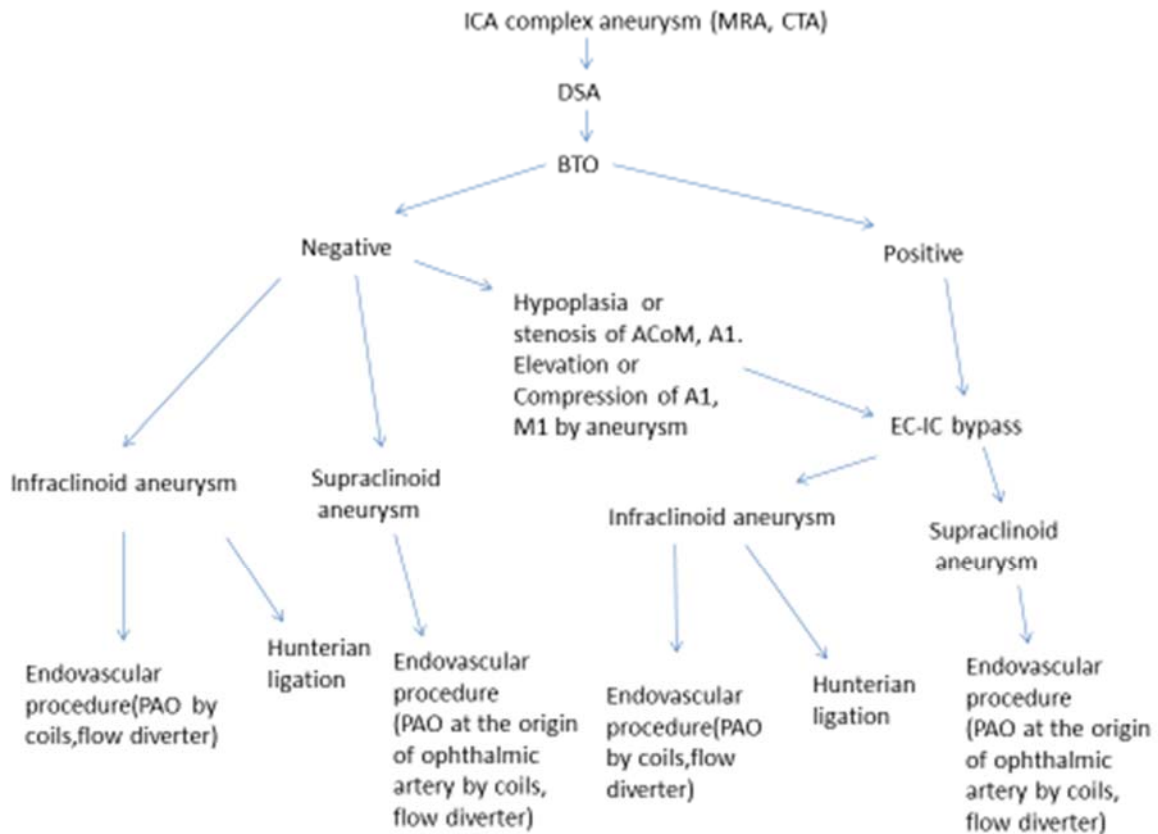 ICA complex aneurysm (MRA, CTA)
DSA
BTO
Negative
Positive
Hypoplasia or
stenosis of ACoM, A1.
Elevation or
Compression of A1,
M1 by aneurysm
EC-IC bypass
Infraclinoid aneurysm
Supraclinoid
aneurysm
Infraclinoid aneurysm
Supraclinoid
aneurysm
Endovascular
procedure(PAO by
coils,flow diverter)
Hunterian
ligation
Endovascular
procedure
(PAO at the origin
of ophthalmic
artery by coils,
flow diverter)
Endovascular
procedure(PAO
by coils,flow
diverter)
Hunterian
ligation
Endovascular
procedure
(PAO at the origin
of ophthalmic
artery by coils,
flow diverter)